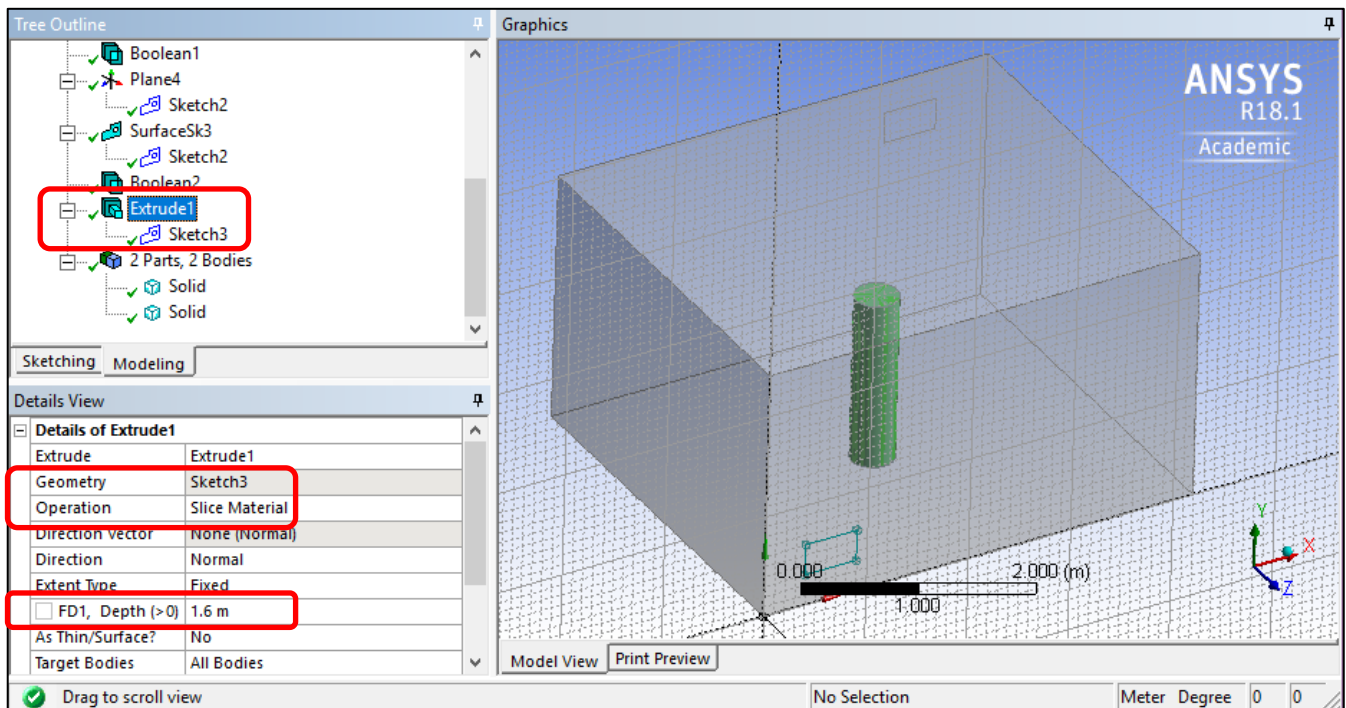 Tree Outline
Boolean1
Plane4
Sketch2
SurfaceSk3
Sketch2
Boolean2
Extrude1
Sketch3
2 Parts, 2 Bodies
Solid
Solid
Sketching Modeling
Details View
Details of Extrude1
Extrude Extrude1
Geometry Sketch3
Operation Slice Material
Direction Vector None (Normal)
Direction Normal
Extent Type Fixed
FD1, Depth (>0) 1.6 m
As Thin/Surface? No
Target Bodies All Bodies
Graphics
ANSYS
R18.1
Academic
0.000 2.000 (m)
1.000
Y
X
Z
Model View Print Preview
Drag to scroll view No Selection Meter Degree 0 0